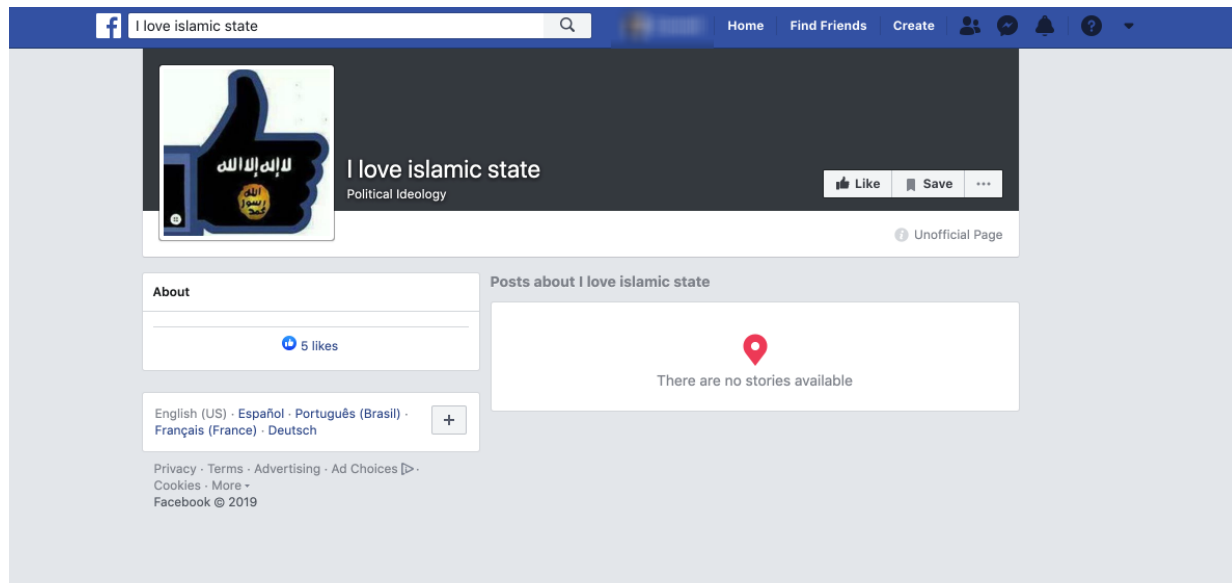 I love islamic state
Home Find Friends Create
لا إله إلا الله
الله
رسول
محمد
I love islamic state
Political Ideology
Like Save ...
Unofficial Page
About
5 likes
Posts about I love islamic state
There are no stories available
English (US) · Español · Português (Brasil) ·
Français (France) · Deutsch
+
Privacy · Terms · Advertising · Ad Choices ·
Cookies · More
Facebook © 2019